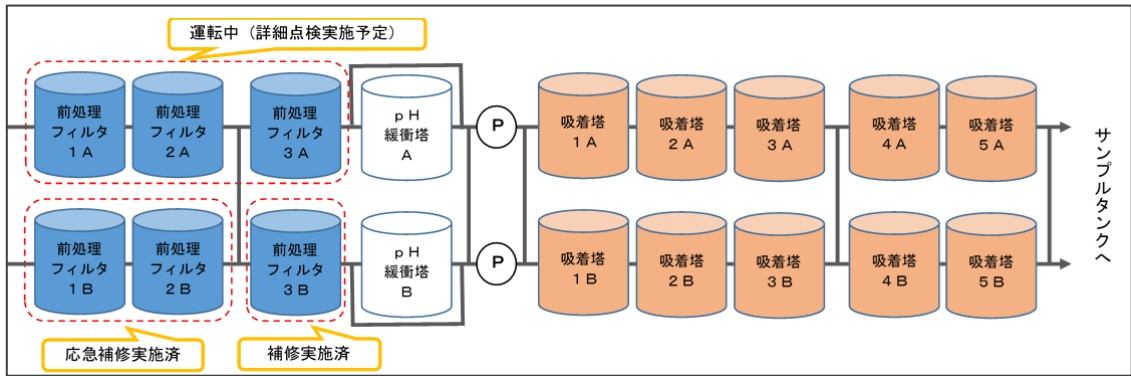 運転中（詳細点検実施予定）
前処理
フィルタ
1A
前処理
フィルタ
2A
前処理
フィルタ
3A
pH
緩衝塔
A
P
吸着塔
1A
吸着塔
2A
吸着塔
3A
吸着塔
4A
吸着塔
5A
サンプルタンクへ
前処理
フィルタ
1B
前処理
フィルタ
2B
前処理
フィルタ
3B
pH
緩衝塔
B
P
吸着塔
1B
吸着塔
2B
吸着塔
3B
吸着塔
4B
吸着塔
5B
応急補修実施済
補修実施済